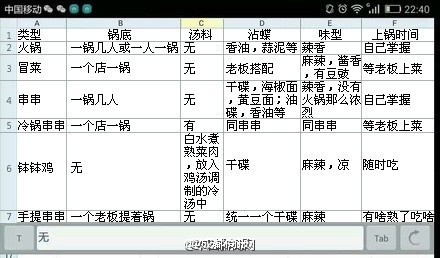 中国移动 22:40
A B C D E F
1 类型 锅底 汤料 沾蝶 味型 上锅时间
2 火锅 一锅几人或一人一锅 无 香油,蒜泥等 辣香 自己掌握
3 冒菜 一个店一锅 无 老板搭配 麻辣,酱香,有豆豉 等老板上菜
4 串串 一锅几人 无 干碟,海椒面,黄豆面;油碟,香油等 辣香,没有火锅那么浓烈 自己掌握
5 冷锅串串 一个店一锅 有 同串串 同串串 等老板上菜
6 钵钵鸡 无 白水煮熟菜肉,放入鸡汤调制的冷汤中 干碟 麻辣,凉 随时吃
7 手提串串 一个老板提着锅 无 统一一个干碟 麻辣 有啥熟了吃啥
T 无 Tab